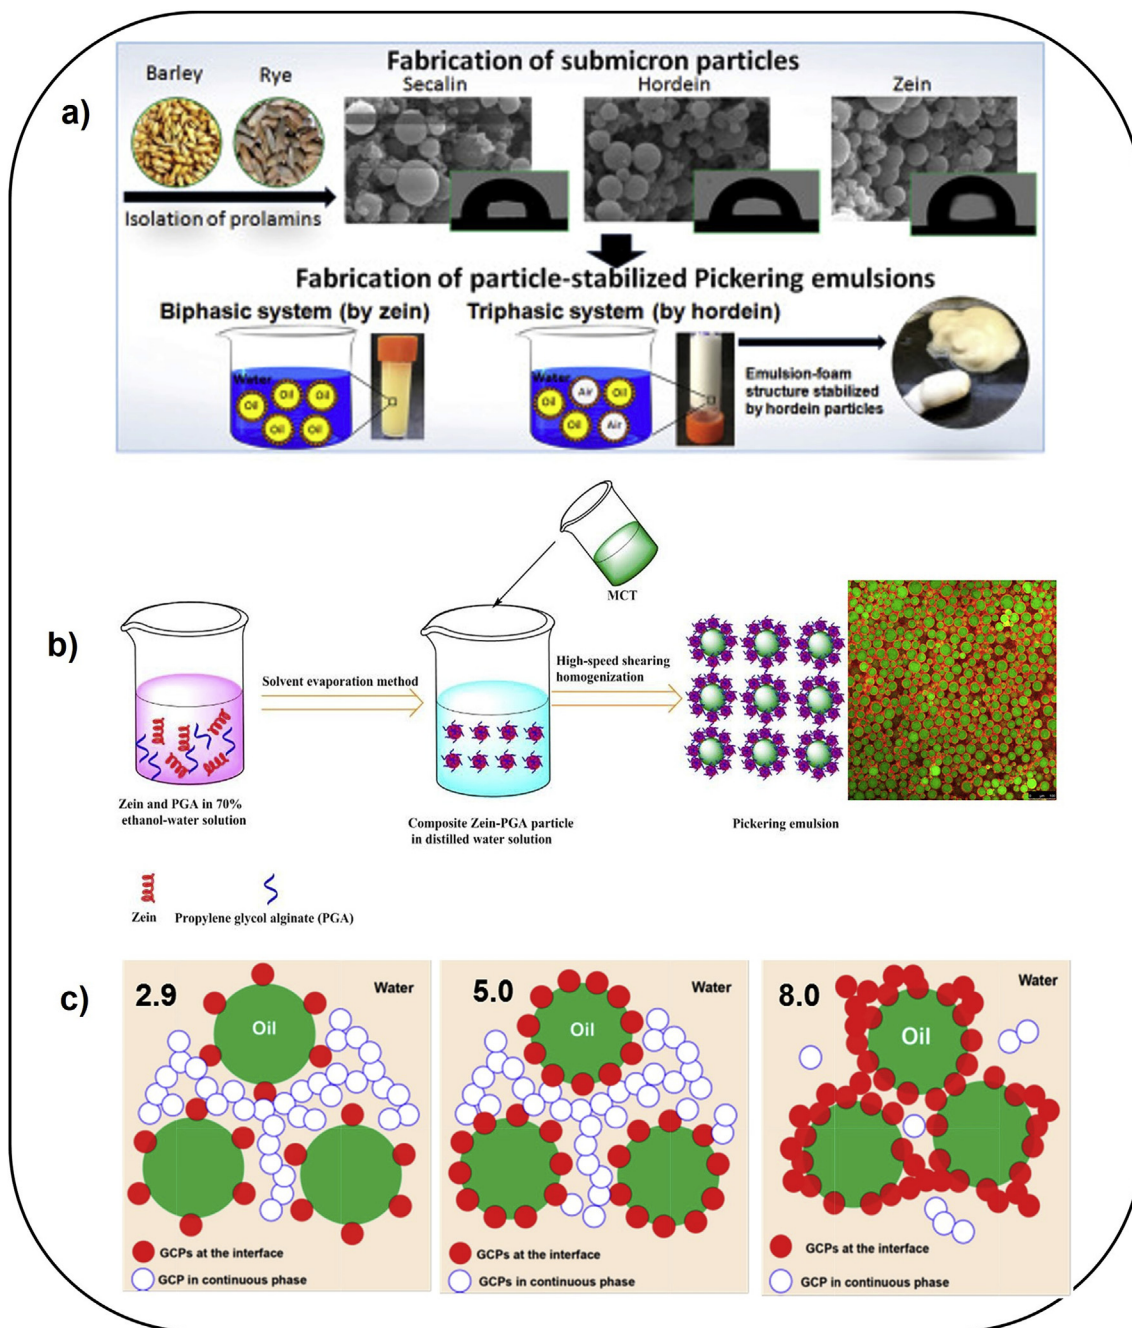 a)
Fabrication of submicron particles
Barley
Rye
Secalin
Hordein
Zein
Isolation of prolamins
Fabrication of particle-stabilized Pickering emulsions
Biphasic system (by zein)
Triphasic system (by hordein)
Water
Oil
Oil
Oil
Oil
Oil
Water
Oil
Air
Oil
Oil
Air
Emulsion-foam
structure stabilized
by hordein particles
b)
MCT
Solvent evaporation method
High-speed shearing
homogenization
Zein and PGA in 70%
ethanol-water solution
Composite Zein-PGA particle
in distilled water solution
Pickering emulsion
Zein
Propylene glycol alginate (PGA)
c)
2.9
Water
Oil
GCPs at the interface
GCP in continuous phase
5.0
Water
Oil
GCPs at the interface
GCPs in continuous phase
8.0
Water
Oil
GCPs at the interface
GCP in continuous phase